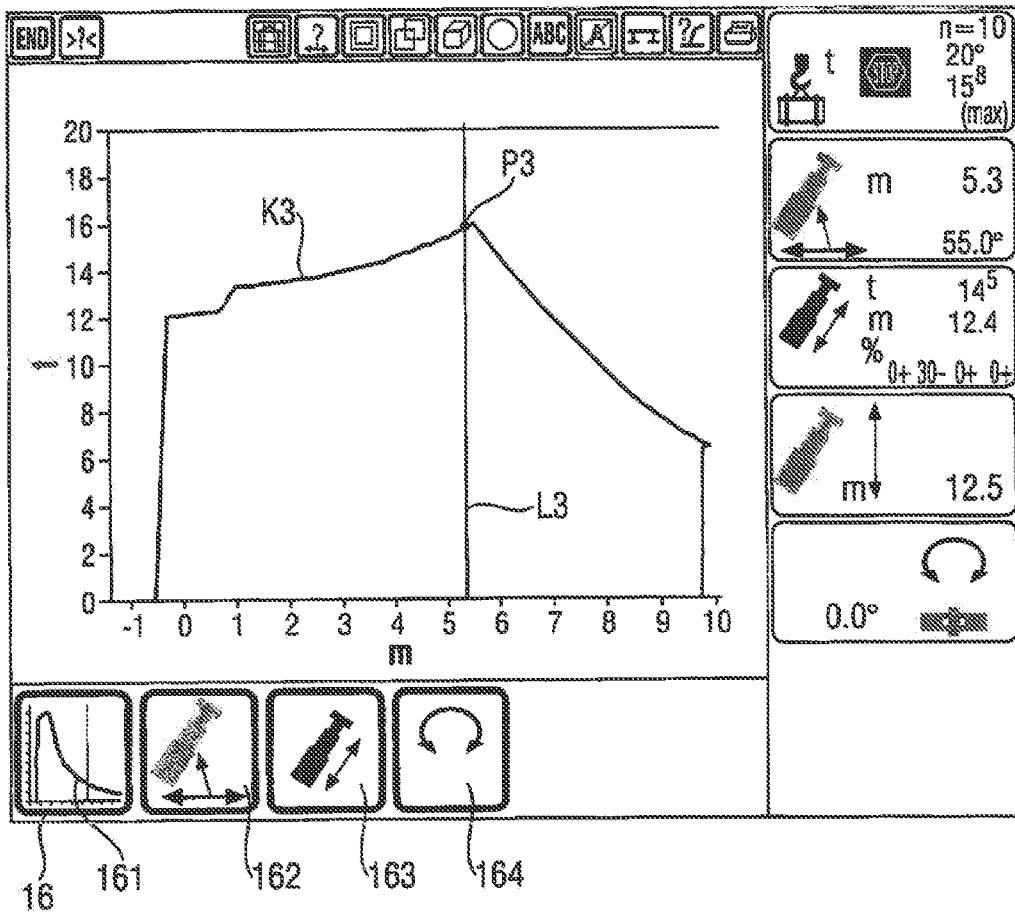 END >?< ? ABC A ?
n=10
t 20°
15⁸
(max)
m 5.3
55.0°
t 14⁵
m 12.4
%
0+ 30- 0+ 0+
m 12.5
0.0°
20
18
16
14
12
10
8
6
4
2
0
t
K3
P3
L3
-1 0 1 2 3 4 5 6 7 8 9 10
m
16 161 162 163 164